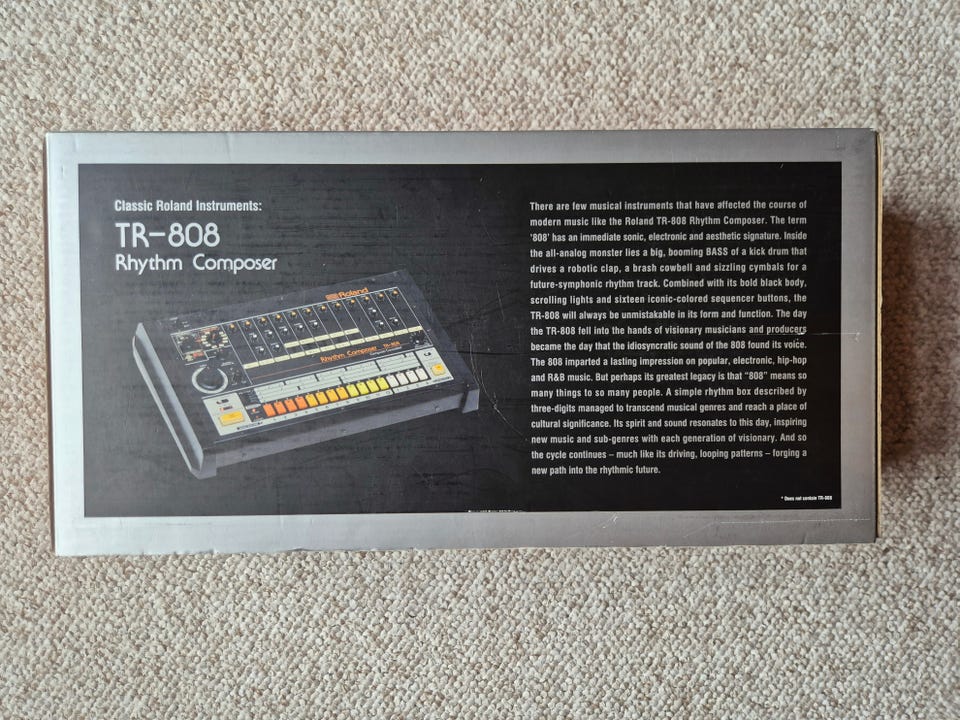 Classic Roland Instruments:
TR-808
Rhythm Composer
Roland
Rhythm Composer TR-808
There are few musical instruments that have affected the course of
modern music like the Roland TR-808 Rhythm Composer. The term
'808' has an immediate sonic, electronic and aesthetic signature. Inside
the all-analog monster lies a big, booming BASS of a kick drum that
drives a robotic clap, a brash cowbell and sizzling cymbals for a
future-symphonic rhythm track. Combined with its bold black body,
scrolling lights and sixteen iconic-colored sequencer buttons, the
TR-808 will always be unmistakable in its form and function. The day
the TR-808 fell into the hands of visionary musicians and producers
became the day that the idiosyncratic sound of the 808 found its voice.
The 808 imparted a lasting impression on popular, electronic, hip-hop
and R&B music. But perhaps its greatest legacy is that "808" means so
many things to so many people. A simple rhythm box described by
three-digits managed to transcend musical genres and reach a place of
cultural significance. Its spirit and sound resonates to this day, inspiring
new music and sub-genres with each generation of visionary. And so
the cycle continues – much like its driving, looping patterns – forging a
new path into the rhythmic future.
* Does not contain TR-808